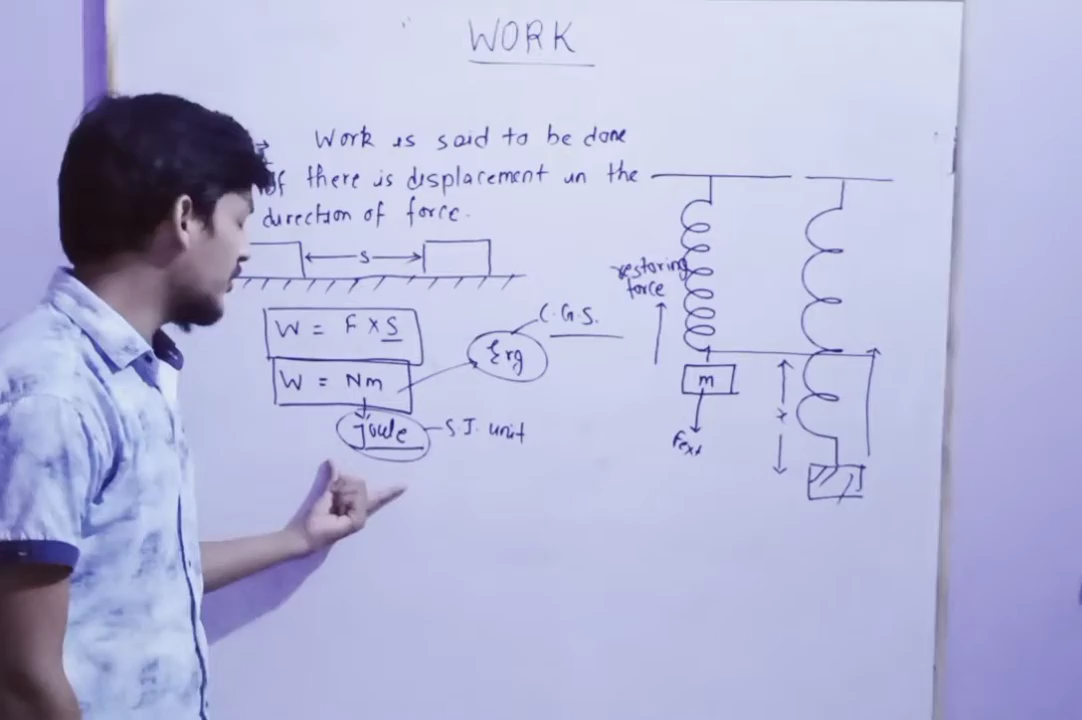 WORK
Work is said to be done
If there is displacement in the
direction of force.
S
W = F X S
W = Nm
Erg
C.G.S.
joule
S I. unit
restoring
force
m
Fext
x